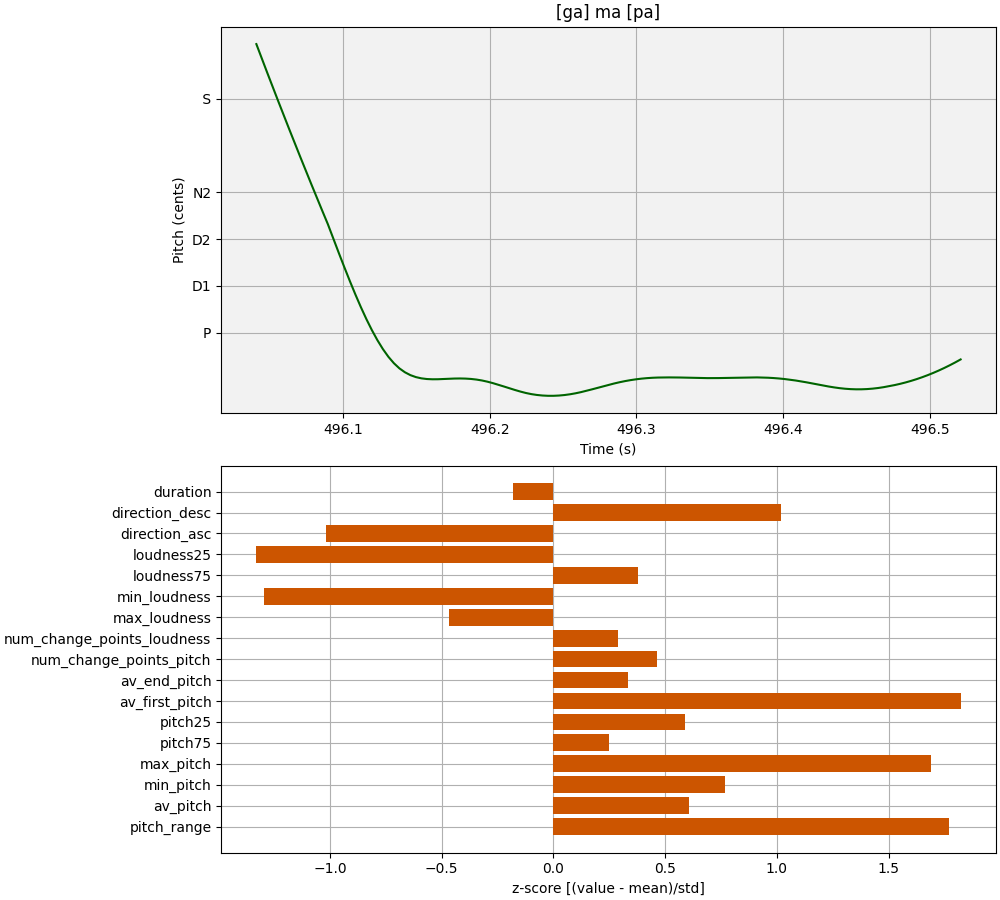 [ga] ma [pa]
Pitch (cents)
S
N2
D2
D1
P
496.1 496.2 496.3 496.4 496.5
Time (s)
duration
direction_desc
direction_asc
loudness25
loudness75
min_loudness
max_loudness
num_change_points_loudness
num_change_points_pitch
av_end_pitch
av_first_pitch
pitch25
pitch75
max_pitch
min_pitch
av_pitch
pitch_range
−1.0 −0.5 0.0 0.5 1.0 1.5
z-score [(value - mean)/std]